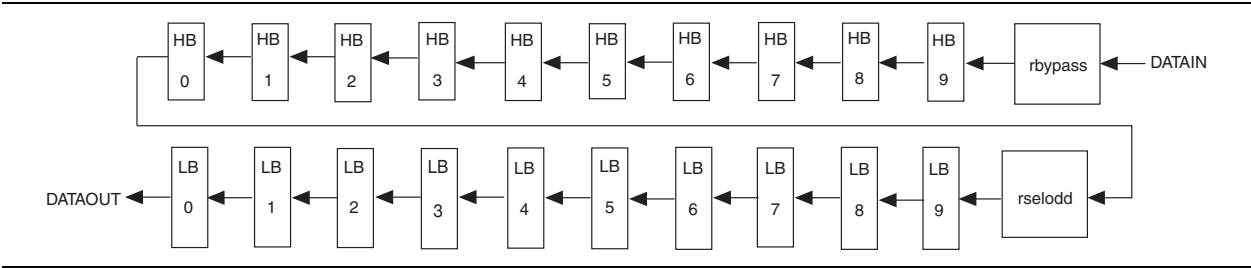 HB HB HB HB HB HB HB HB HB HB
0 1 2 3 4 5 6 7 8 9 rbypass DATAIN
LB LB LB LB LB LB LB LB LB LB
DATAOUT 0 1 2 3 4 5 6 7 8 9 rselodd